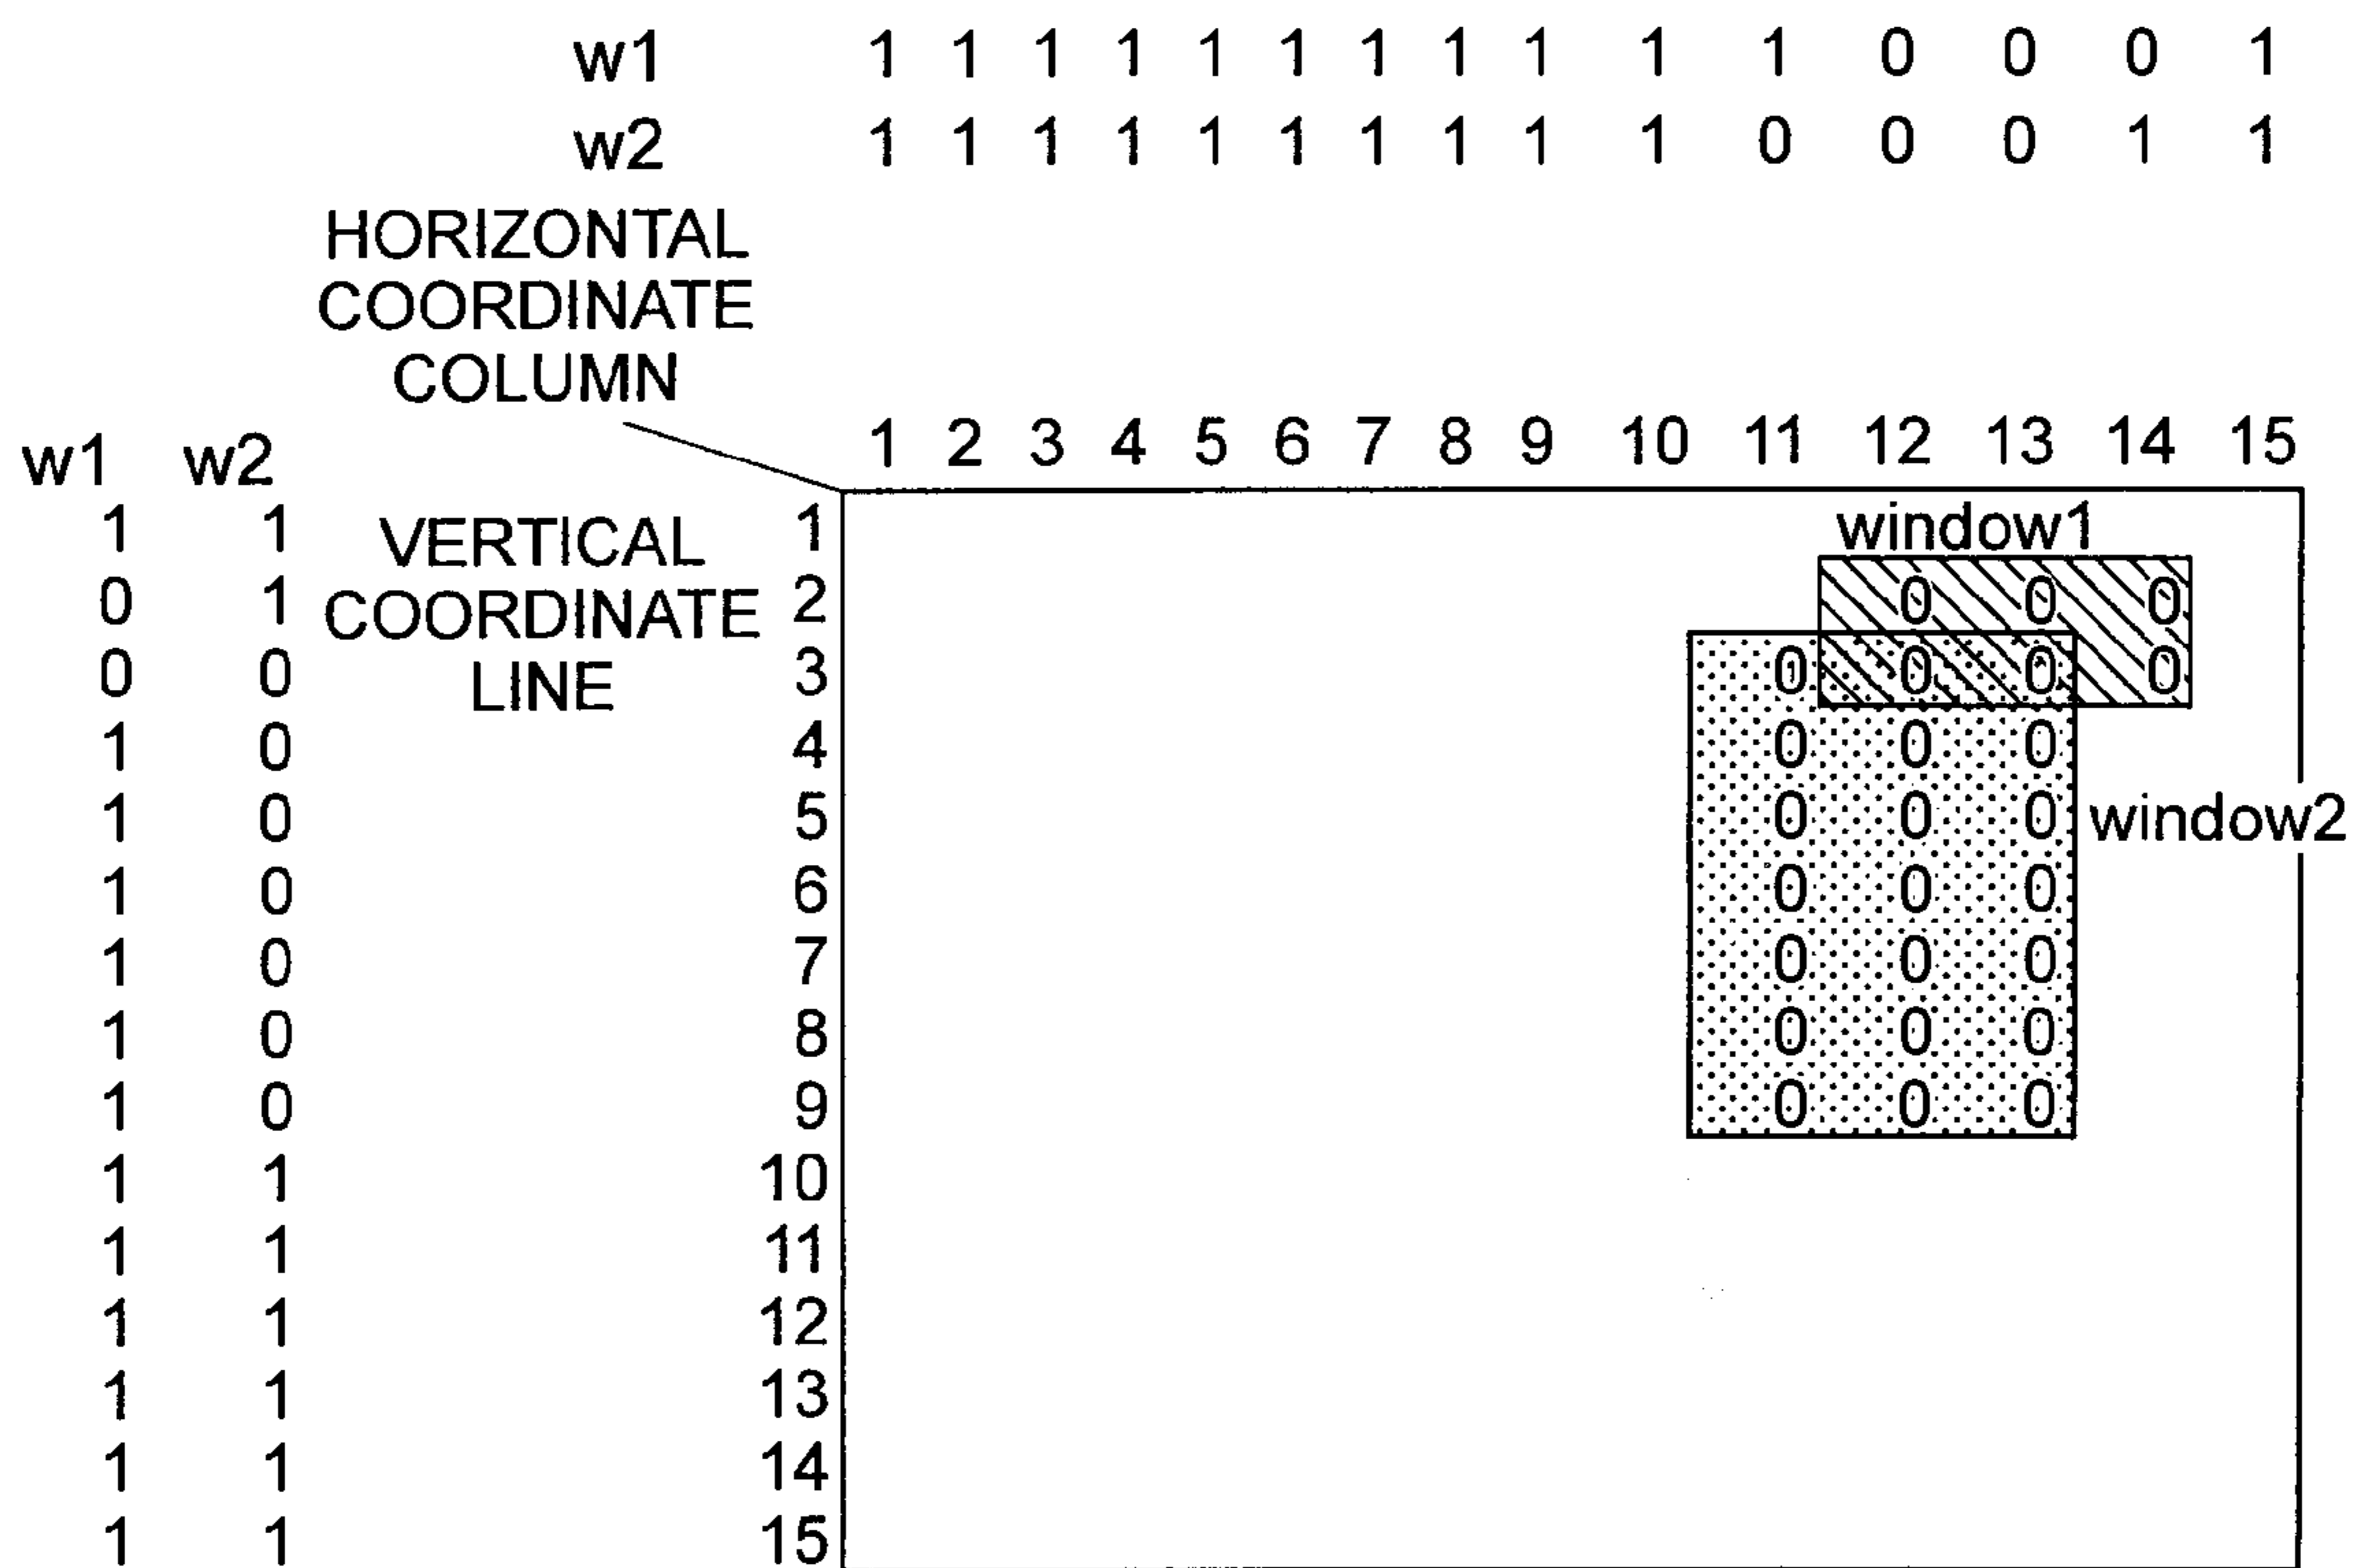 w1 1 1 1 1 1 1 1 1 1 1 1 0 0 0 1
w2 1 1 1 1 1 1 1 1 1 1 0 0 0 1 1
HORIZONTAL
COORDINATE
COLUMN
1 2 3 4 5 6 7 8 9 10 11 12 13 14 15
w1 w2
1 1 VERTICAL 1 window1
0 1 COORDINATE 2 0 0 0
0 0 LINE 3 0 0 0 0
1 0 4 0 0 0
1 0 5 0 0 0 window2
1 0 6 0 0 0
1 0 7 0 0 0
1 0 8 0 0 0
1 0 9 0 0 0
1 1 10
1 1 11
1 1 12
1 1 13
1 1 14
1 1 15